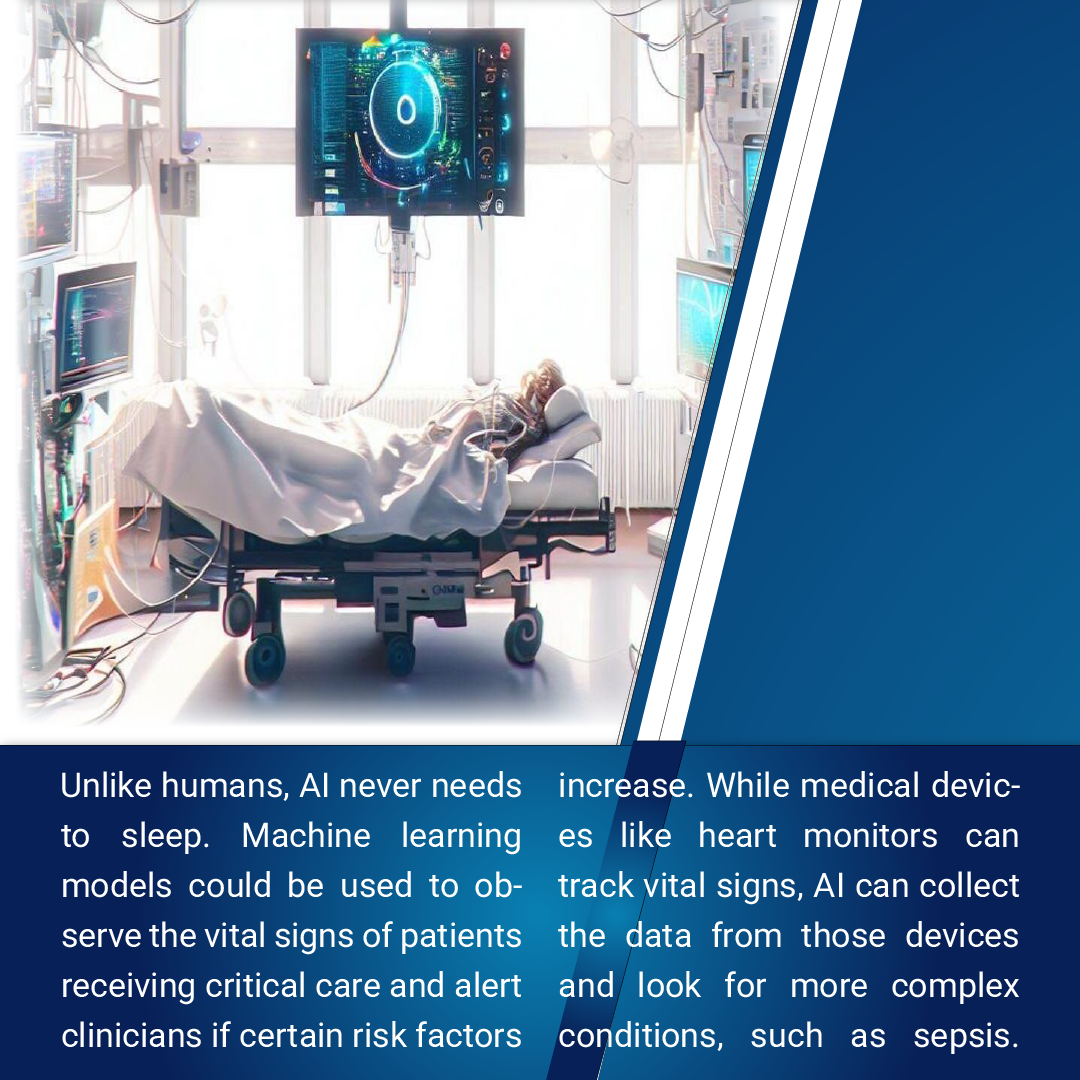 Unlike humans, AI never needs
to sleep. Machine learning
models could be used to ob-
serve the vital signs of patients
receiving critical care and alert
clinicians if certain risk factors
increase. While medical devic-
es like heart monitors can
track vital signs, AI can collect
the data from those devices
and look for more complex
conditions, such as sepsis.